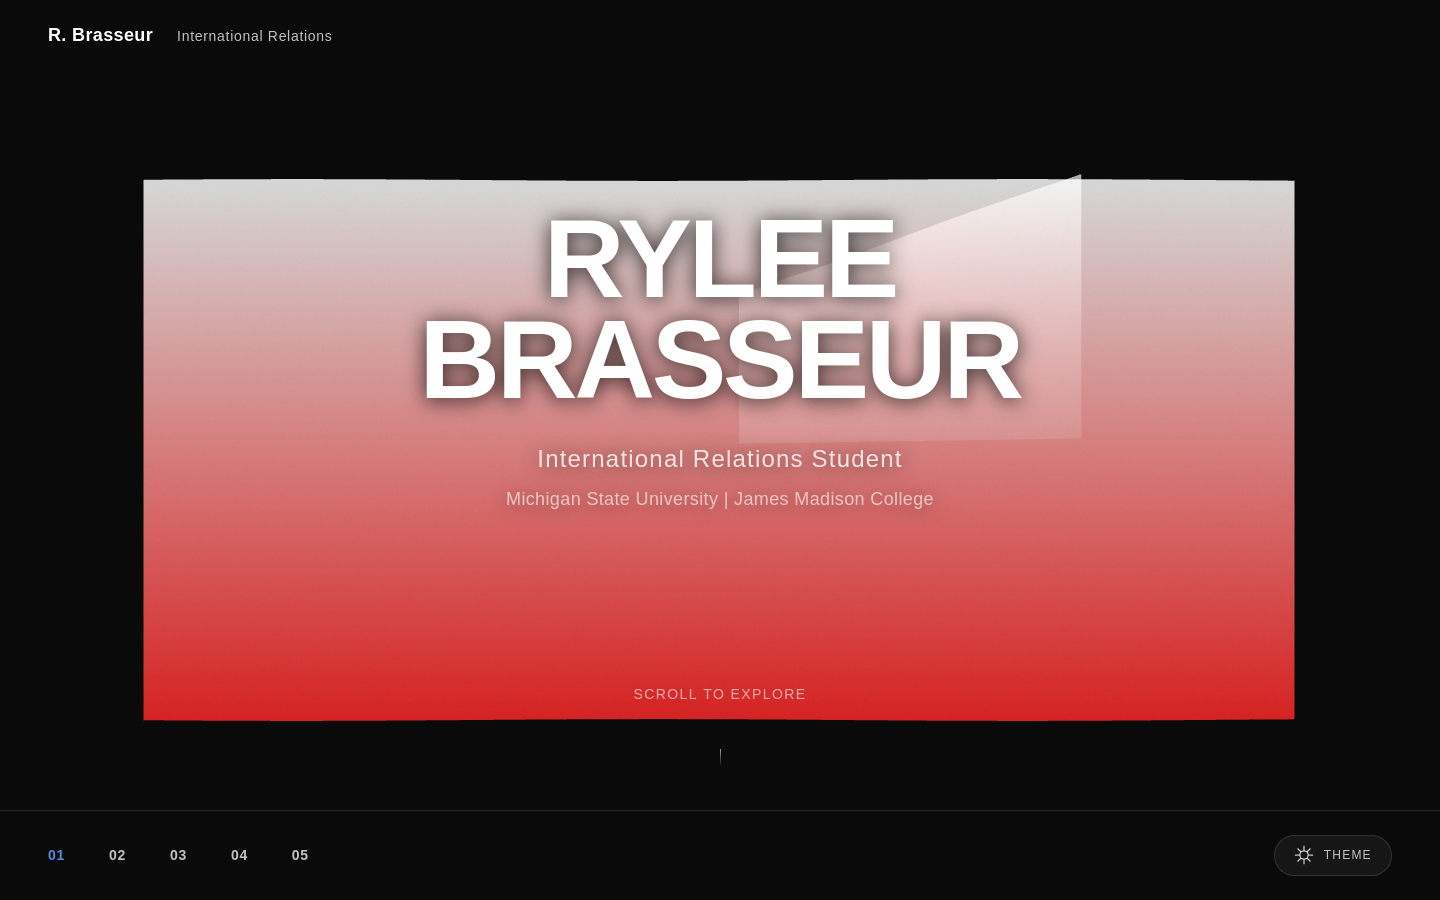 R. Brasseur International Relations
RYLEE
BRASSEUR
International Relations Student
Michigan State University | James Madison College
SCROLL TO EXPLORE
01 02 03 04 05 THEME